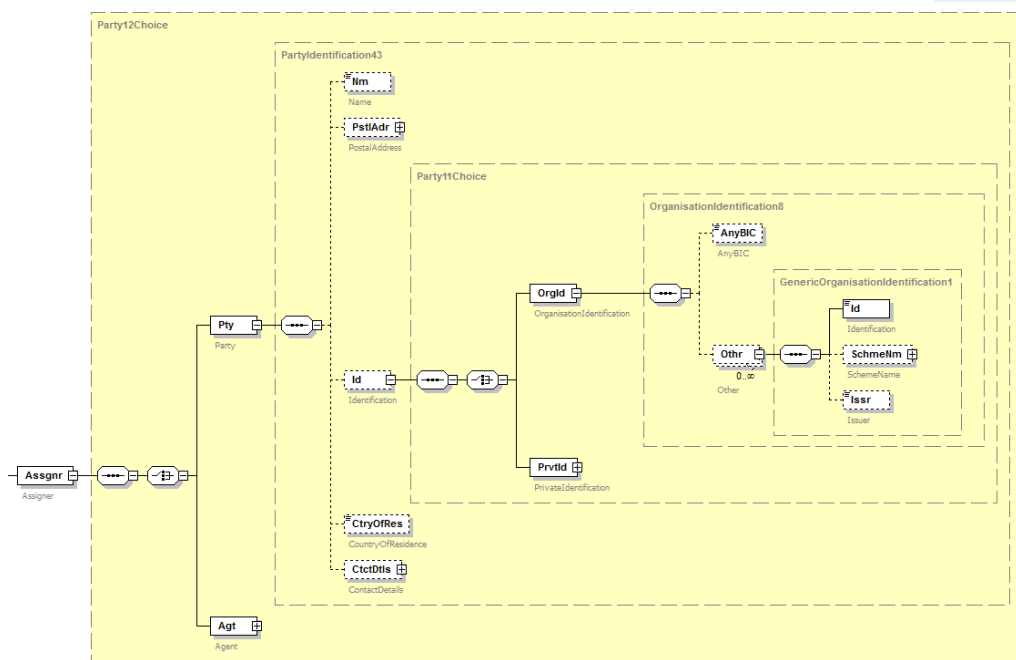 Party12Choice
PartyIdentification43
Nm
Name
PstlAdr
PostalAddress
Party11Choice
OrganisationIdentification8
AnyBIC
AnyBIC
GenericOrganisationIdentification1
OrgId
OrganisationIdentification
Id
Identification
Pty
Party
Othr
0..∞
Other
SchmeNm
SchemeName
Id
Identification
Issr
Issuer
Assgnr
Assigner
PrvtId
PrivateIdentification
CtryOfRes
CountryOfResidence
CtctDtls
ContactDetails
Agt
Agent